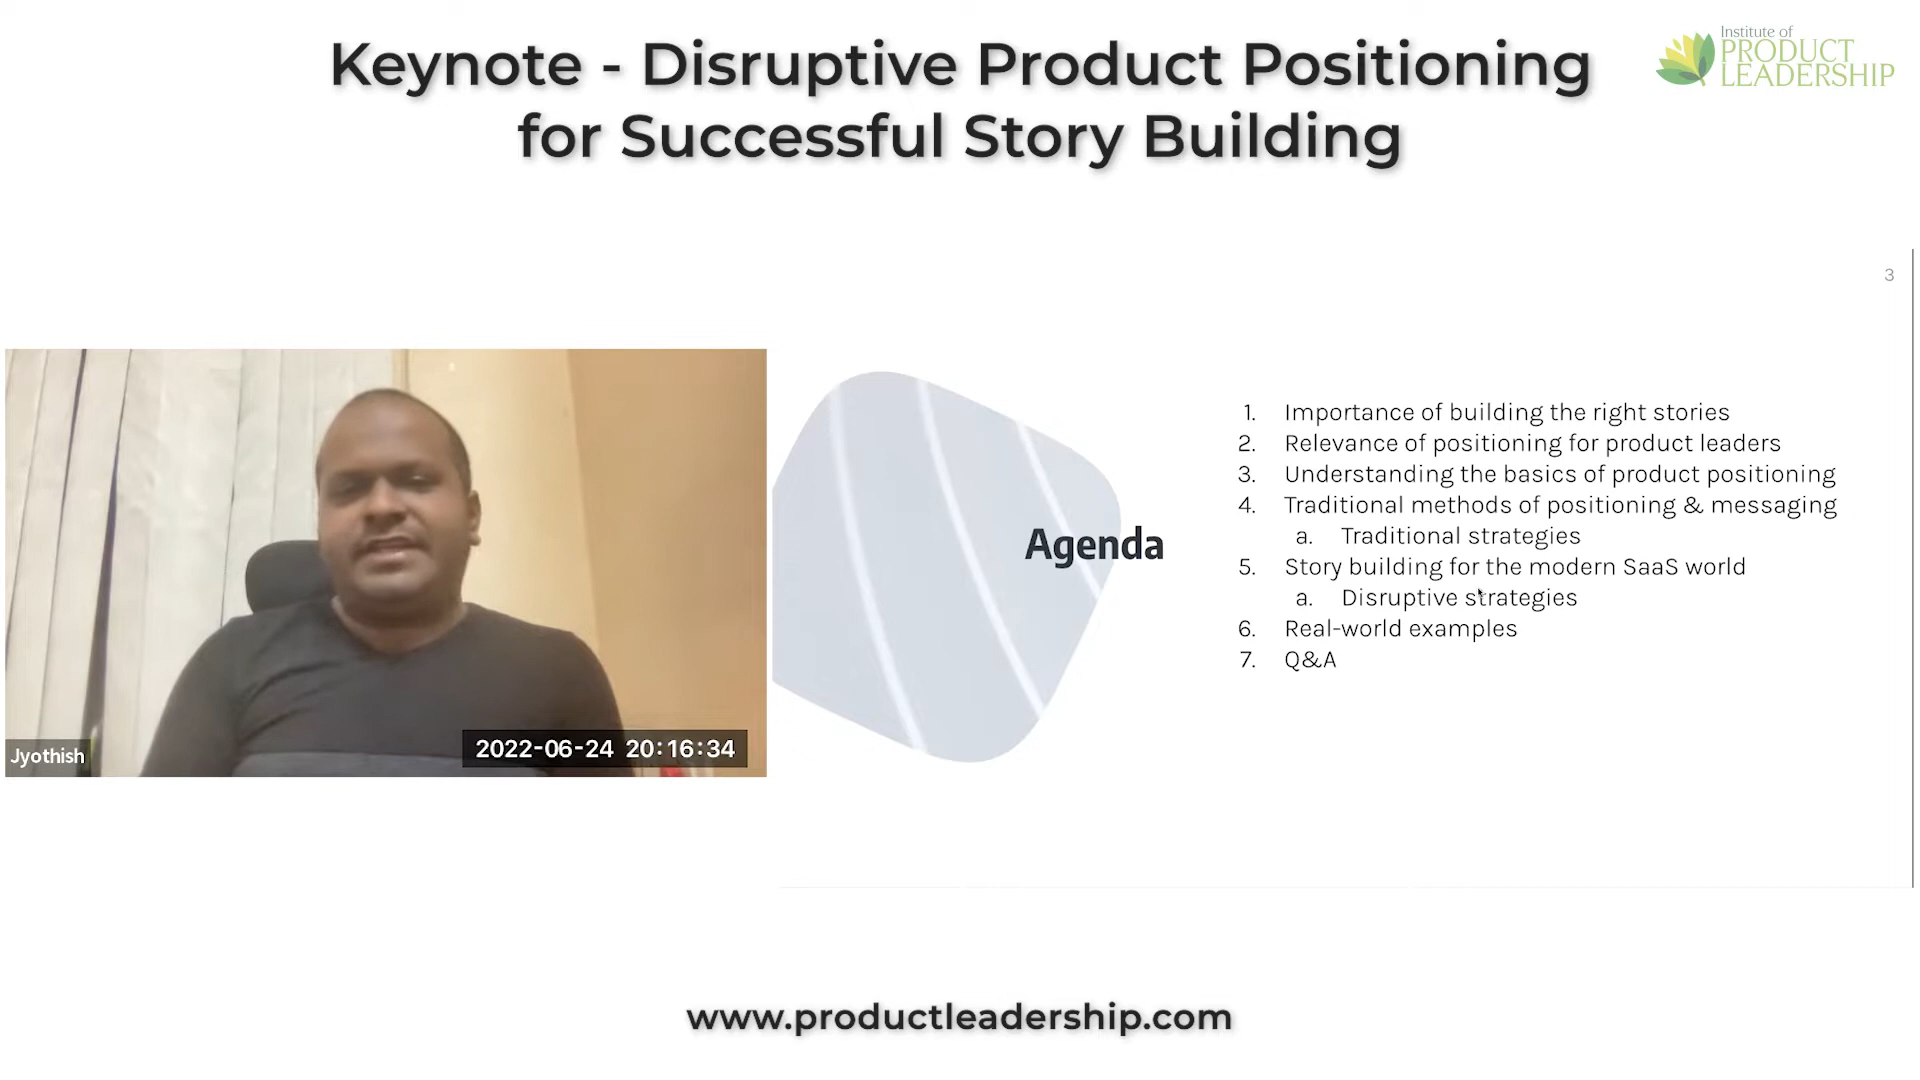 Keynote - Disruptive Product Positioning
for Successful Story Building
Institute of
PRODUCT
LEADERSHIP
3
Jyothish
2022-06-24 20:16:34
Agenda
1. Importance of building the right stories
2. Relevance of positioning for product leaders
3. Understanding the basics of product positioning
4. Traditional methods of positioning & messaging
a. Traditional strategies
5. Story building for the modern SaaS world
a. Disruptive strategies
6. Real-world examples
7. Q&A
www.productleadership.com